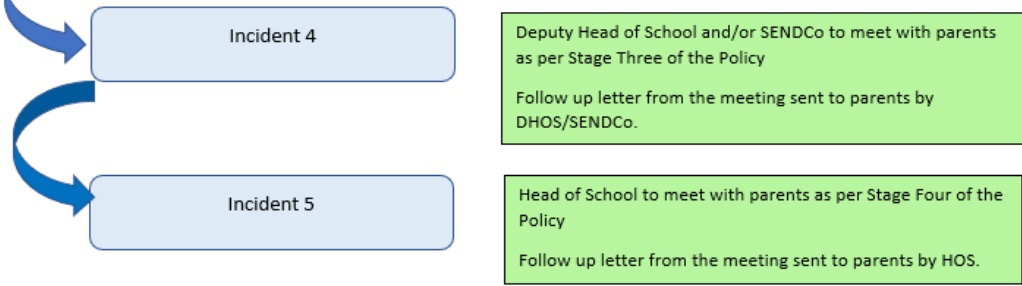 Incident 4
Deputy Head of School and/or SENDCo to meet with parents
as per Stage Three of the Policy
Follow up letter from the meeting sent to parents by
DHOS/SENDCo.
Incident 5
Head of School to meet with parents as per Stage Four of the
Policy
Follow up letter from the meeting sent to parents by HOS.